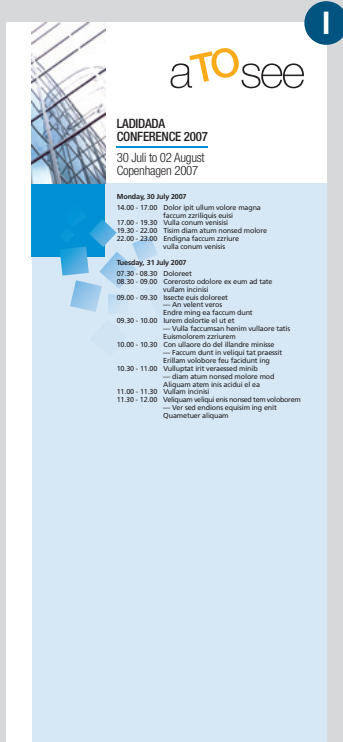 I
aTOsee
LADIDADA
CONFERENCE 2007
30 Juli to 02 August
Copenhagen 2007
Monday, 30 July 2007
14.00 - 17.00 Dolor ipit ullum volore magna
faccum zzriliquis euisi
17.00 - 19.30 Vulla conum venisisi
19.30 - 22.00 Tisim diam atum nonsed molore
22.00 - 23.00 Endigna faccum zzriure
vulla conum venisis
Tuesday, 31 July 2007
07.30 - 08.30 Doloreet
08.30 - 09.00 Corerosto odolore ex eum ad tate
vullam incinisi
09.00 - 09.30 Issecte euis doloreet
— An velent veros
Endre ming ea faccum dunt
09.30 - 10.00 Iurem dolortie el ut et
— Vulla faccumsan henim vullaore tatis
Euismolorem zzriurem
10.00 - 10.30 Con ullaore do del illandre minisse
— Faccum dunt in veliqui tat praessit
Erillam volobore feu facidunt ing
10.30 - 11.00 Vulluptat irit veraessed minib
— diam atum nonsed molore mod
Aliquam atem inis acidui el ea
11.00 - 11.30 Vullam incinisi
11.30 - 12.00 Veliquam veliqui enis nonsed tem voloborem
— Ver sed endions equisim ing enit
Quametuer aliquam